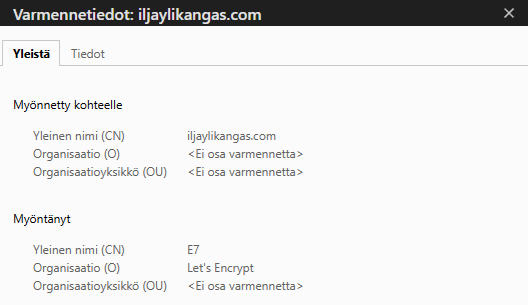 Varmennetiedot: iljaylikangas.com
Yleistä Tiedot
Myönnetty kohteelle
Yleinen nimi (CN) iljaylikangas.com
Organisaatio (O) <Ei osa varmennetta>
Organisaatioyksikkö (OU) <Ei osa varmennetta>
Myöntänyt
Yleinen nimi (CN) E7
Organisaatio (O) Let's Encrypt
Organisaatioyksikkö (OU) <Ei osa varmennetta>